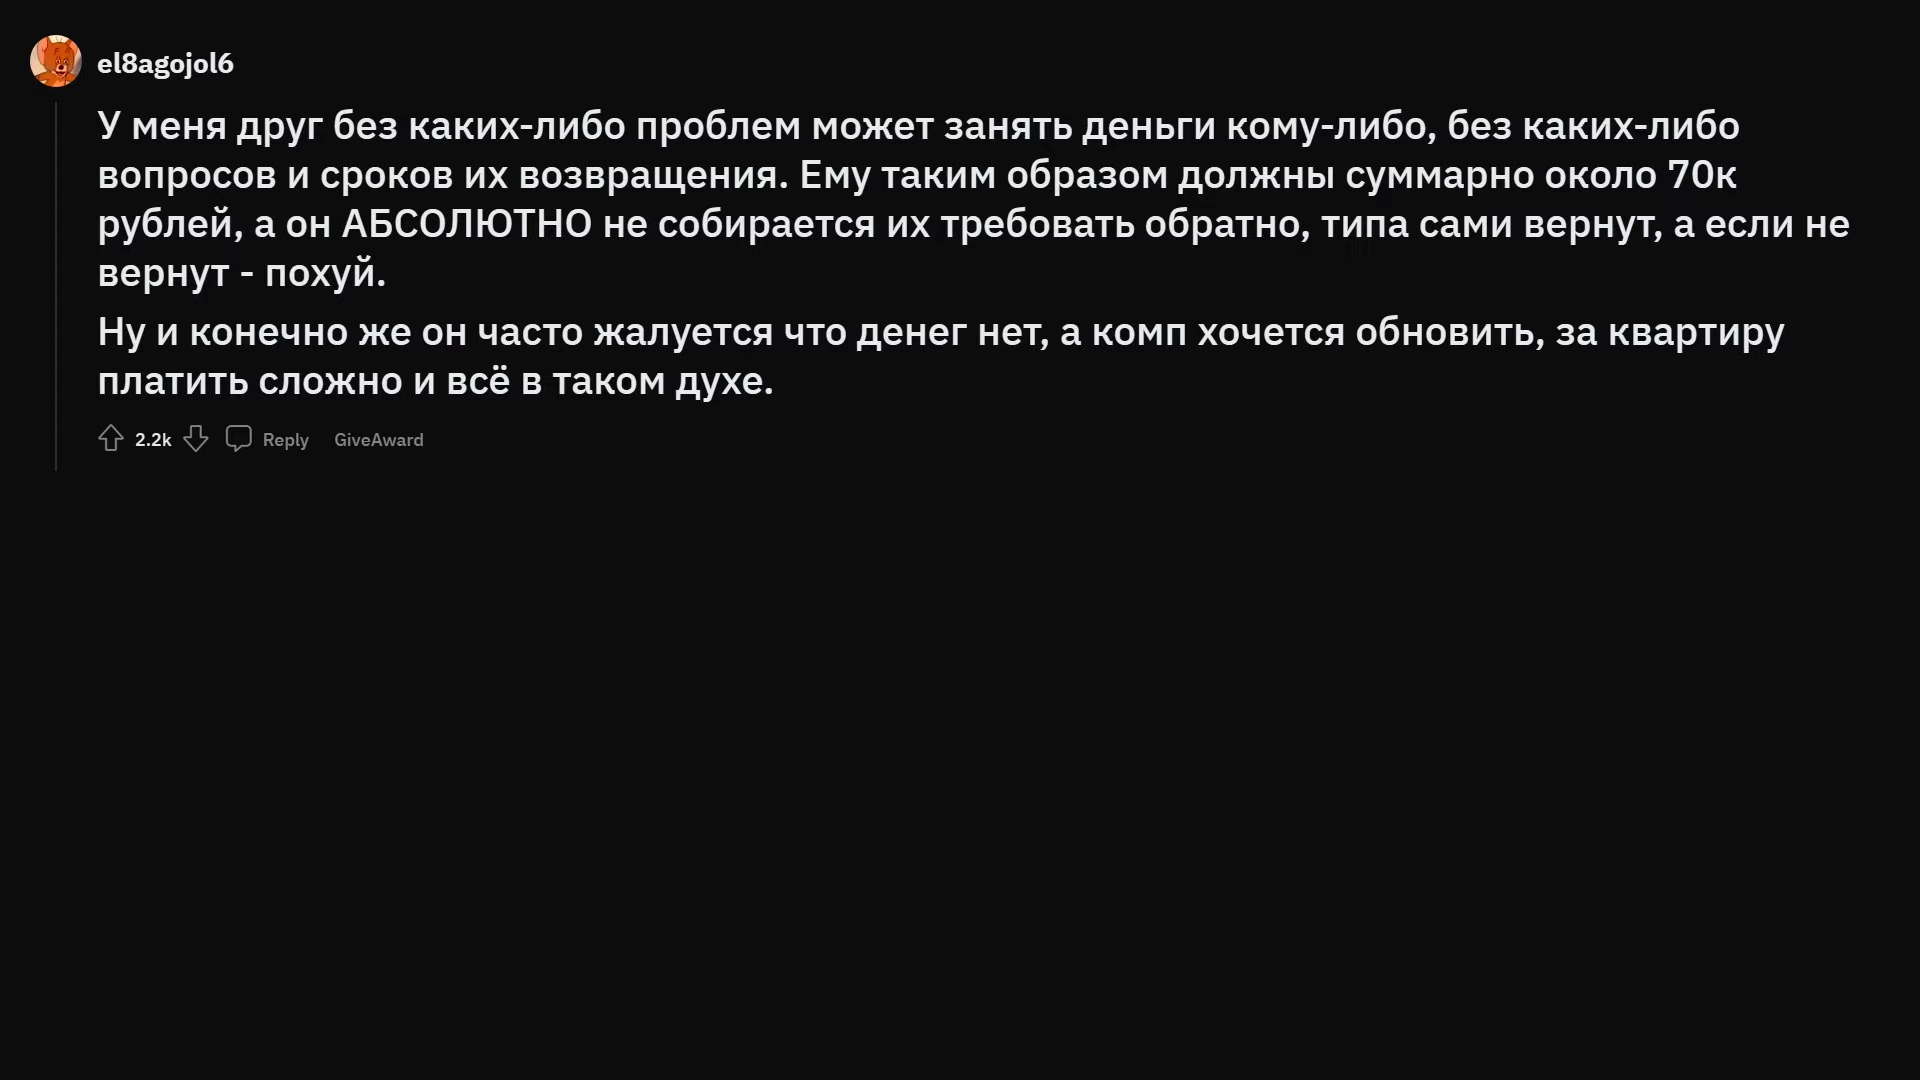 el8agojol6
У меня друг без каких-либо проблем может занять деньги кому-либо, без каких-либо
вопросов и сроков их возвращения. Ему таким образом должны суммарно около 70к
рублей, а он АБСОЛЮТНО не собирается их требовать обратно, типа сами вернут, а если не
вернут - похуй.
Ну и конечно же он часто жалуется что денег нет, а комп хочется обновить, за квартиру
платить сложно и всё в таком духе.
2.2k Reply GiveAward